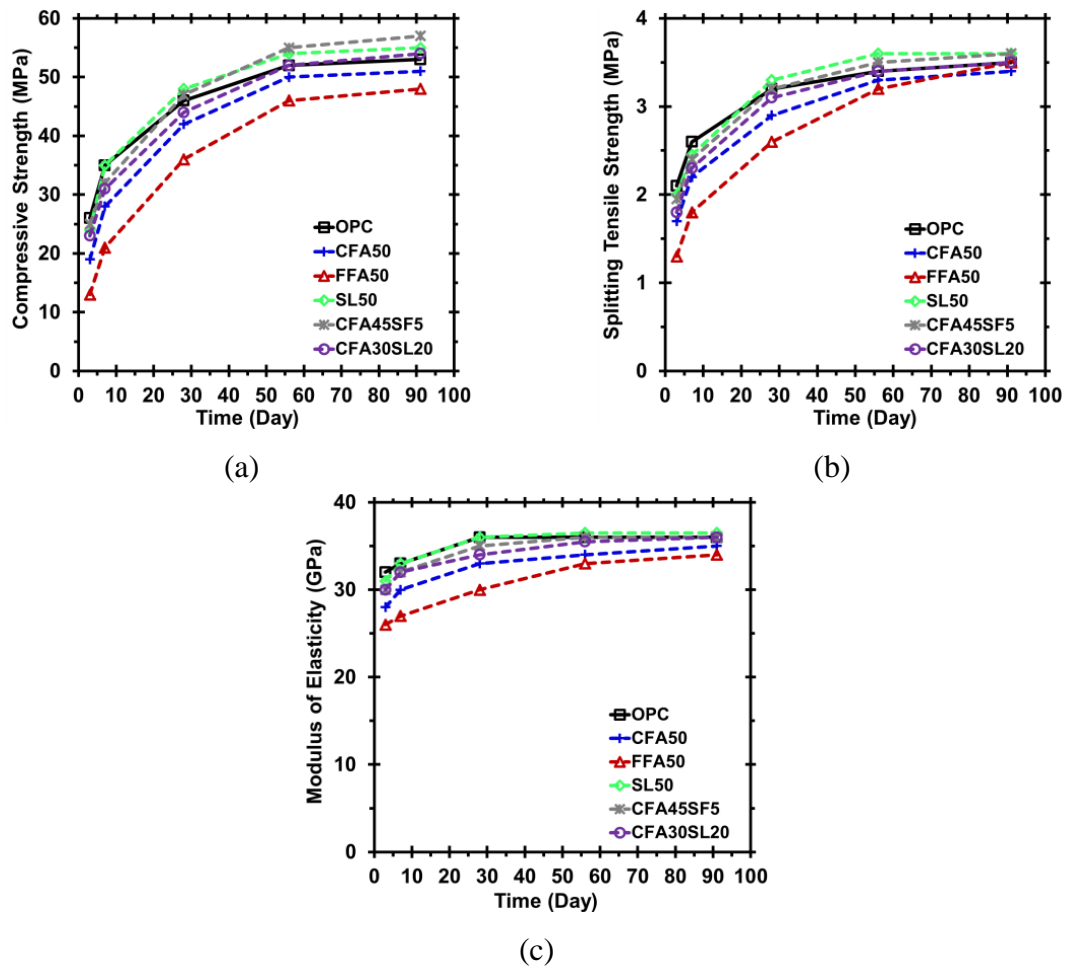 Compressive Strength (MPa)
60
50
40
30
20
10
0
OPC
CFA50
FFA50
SL50
CFA45SF5
CFA30SL20
0 10 20 30 40 50 60 70 80 90 100
Time (Day)
(a)
Splitting Tensile Strength (MPa)
4
3
2
1
0
OPC
CFA50
FFA50
SL50
CFA45SF5
CFA30SL20
0 10 20 30 40 50 60 70 80 90 100
Time (Day)
(b)
Modulus of Elasticity (GPa)
40
30
20
10
0
OPC
CFA50
FFA50
SL50
CFA45SF5
CFA30SL20
0 10 20 30 40 50 60 70 80 90 100
Time (Day)
(c)